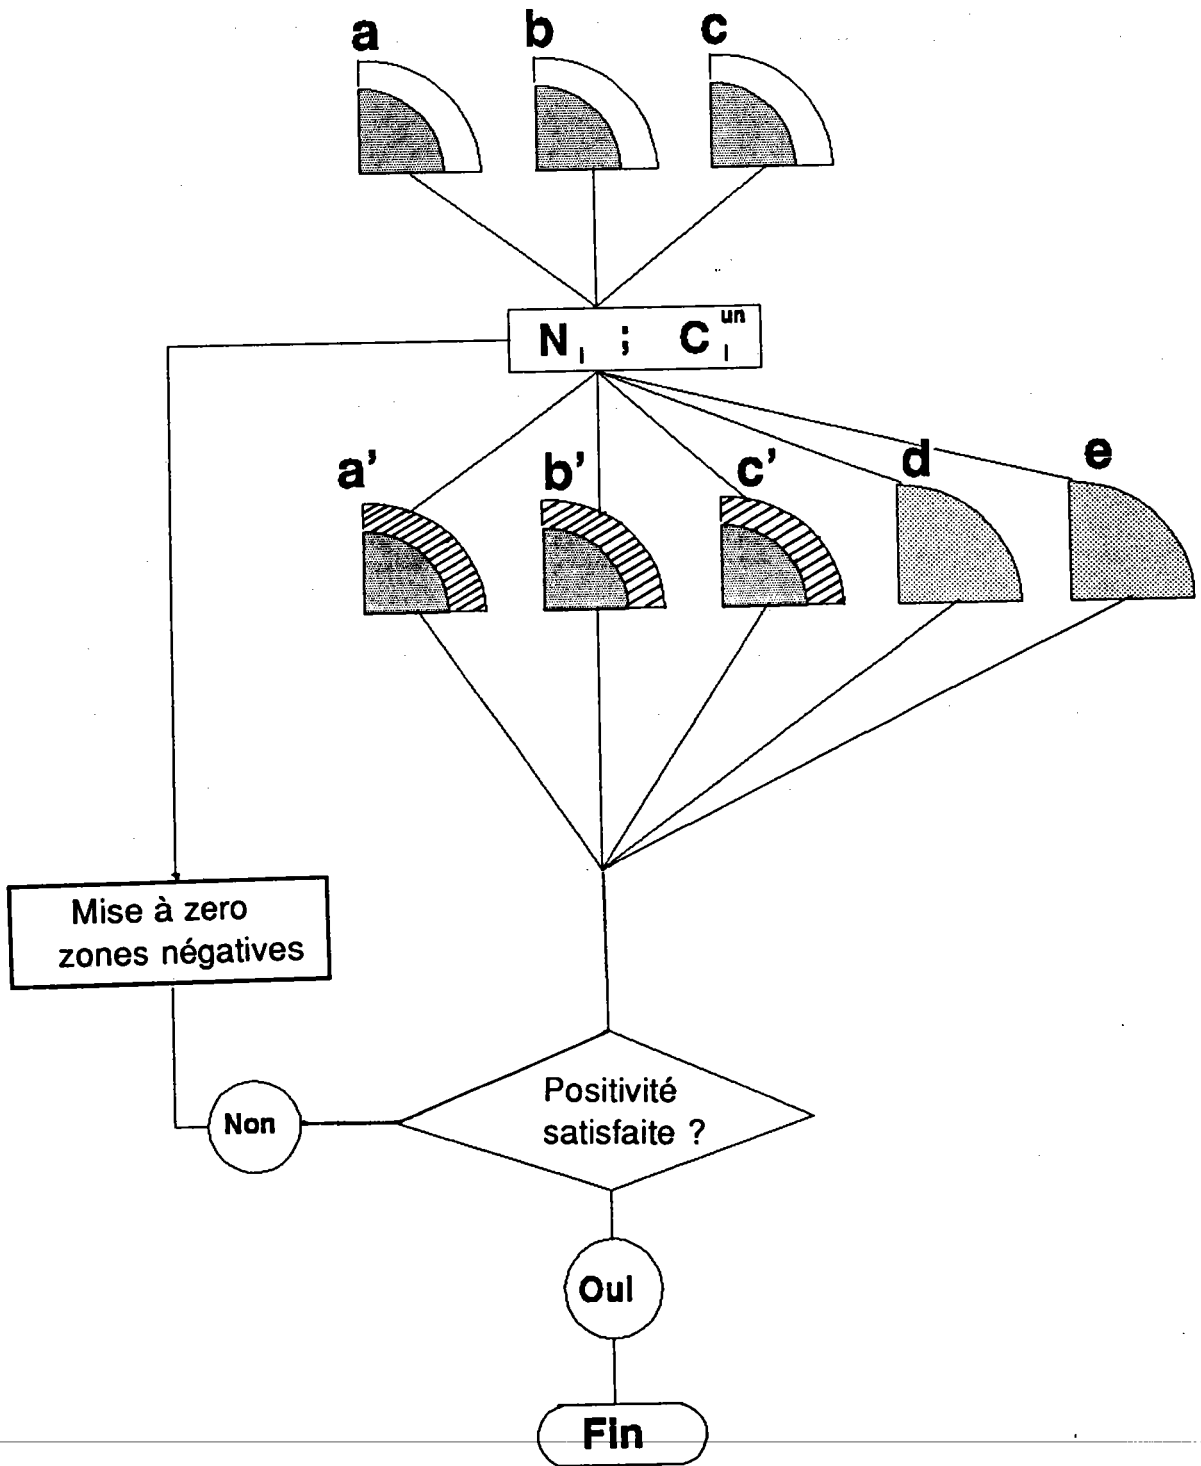 a b c
N i ; C i un
a' b' c' d e
Mise à zero
zones négatives
Positivité
satisfaite ?
Non
Oui
Fin